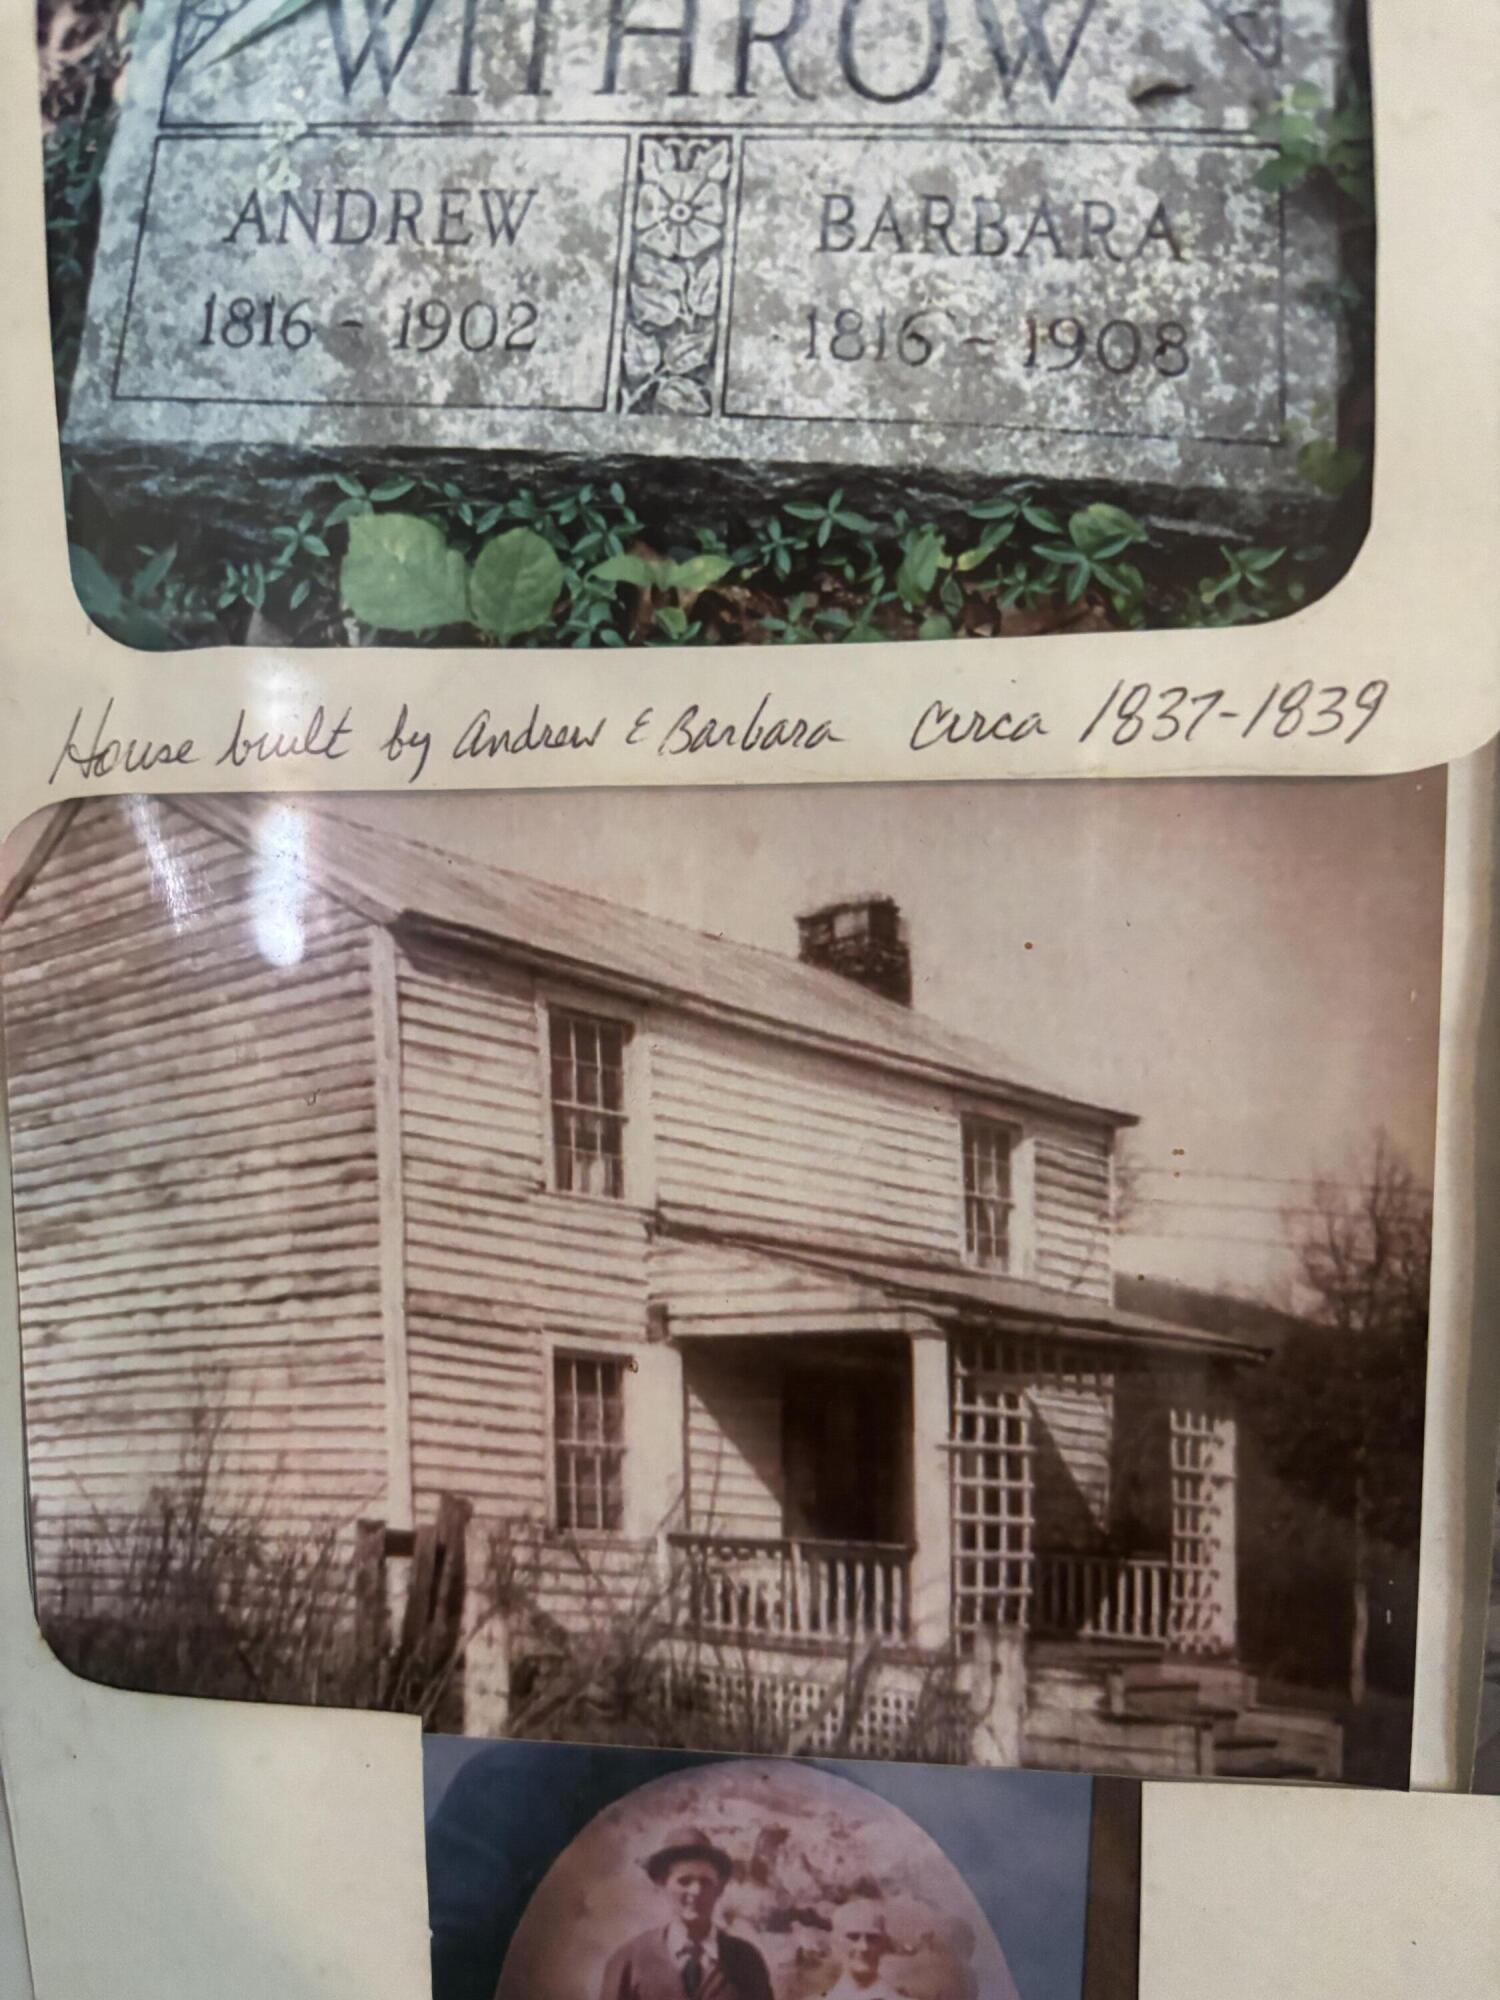 WITHROW
ANDREW
1816 - 1902
BARBARA
1816 - 1908
House built by Andrew & Barbara Circa 1837-1839